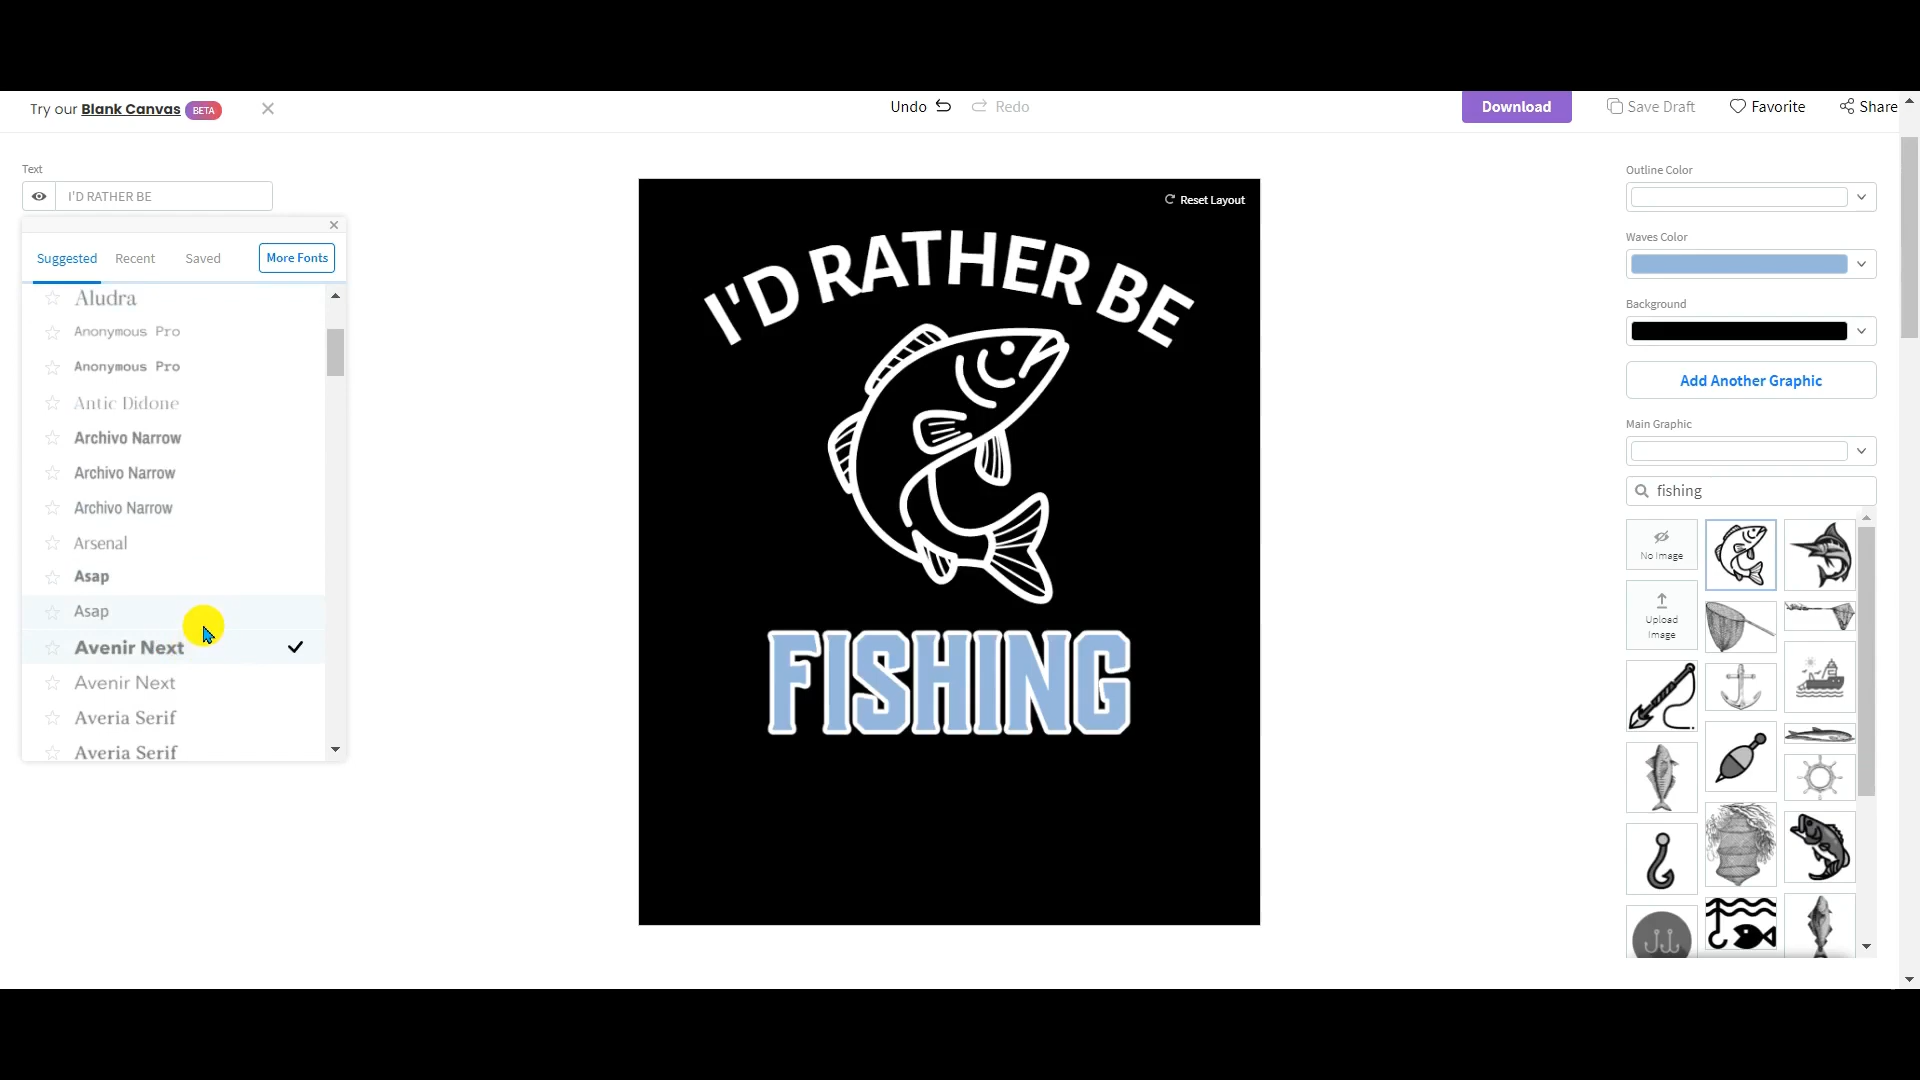 Try our Blank Canvas BETA
Undo Redo
Download Save Draft Favorite Share
Text
I'D RATHER BE
Suggested Recent Saved More Fonts
Aludra
Anonymous Pro
Anonymous Pro
Antic Didone
Archivo Narrow
Archivo Narrow
Archivo Narrow
Arsenal
Asap
Asap
Avenir Next
Avenir Next
Averia Serif
Averia Serif
Reset Layout
I'D RATHER BE
FISHING
Outline Color
Waves Color
Background
Add Another Graphic
Main Graphic
fishing
No Image
Upload
Image